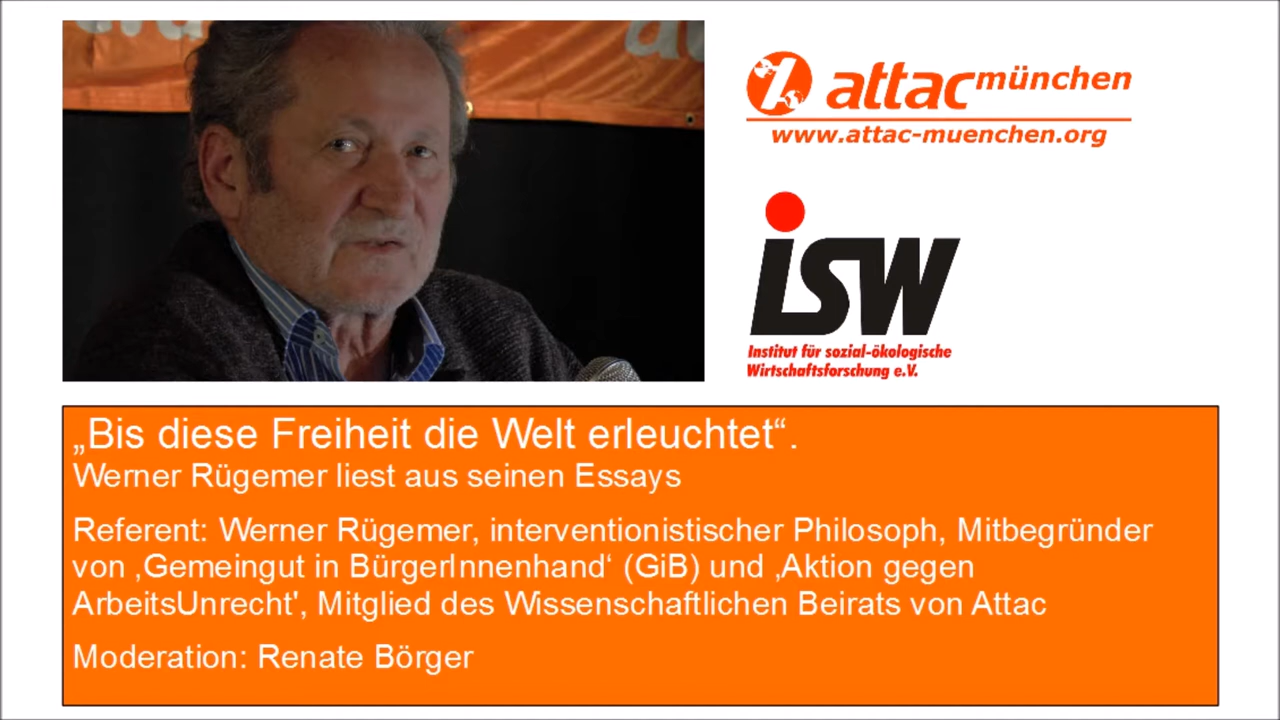 attac münchen
www.attac-muenchen.org
isw
Institut für sozial-ökologische
Wirtschaftsforschung e.V.
„Bis diese Freiheit die Welt erleuchtet“.
Werner Rügemer liest aus seinen Essays
Referent: Werner Rügemer, interventionistischer Philosoph, Mitbegründer
von ‚Gemeingut in BürgerInnenhand‘ (GiB) und ‚Aktion gegen
ArbeitsUnrecht', Mitglied des Wissenschaftlichen Beirats von Attac
Moderation: Renate Börger